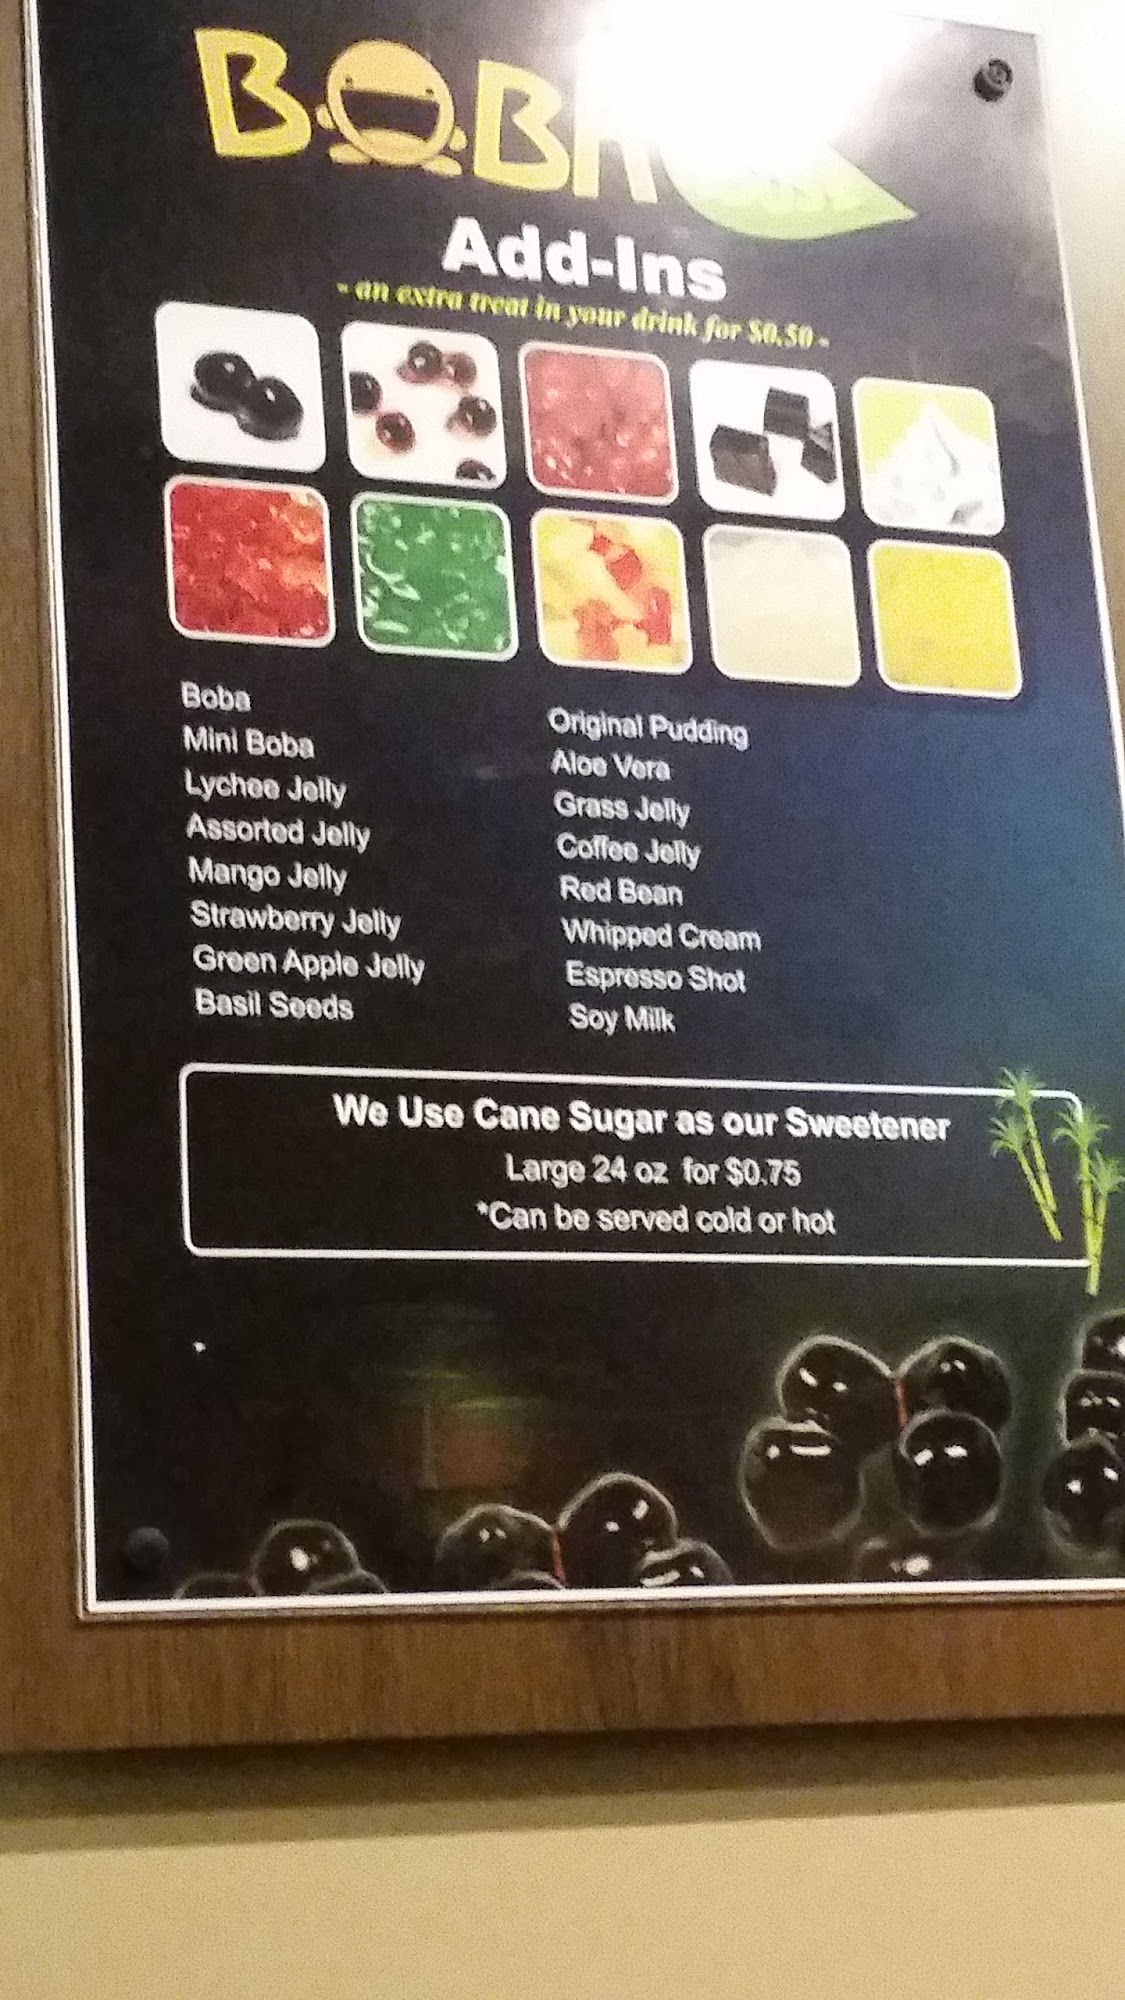 BOBA
Add-Ins
- an extra treat in your drink for $0.50 -
Boba
Mini Boba
Lychee Jelly
Assorted Jelly
Mango Jelly
Strawberry Jelly
Green Apple Jelly
Basil Seeds
Original Pudding
Aloe Vera
Grass Jelly
Coffee Jelly
Red Bean
Whipped Cream
Espresso Shot
Soy Milk
We Use Cane Sugar as our Sweetener
Large 24 oz for $0.75
*Can be served cold or hot